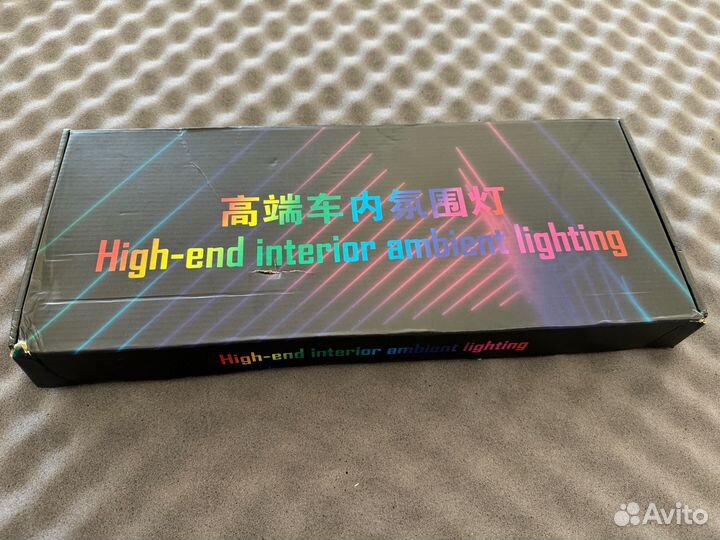 高端车内氛围灯
High-end interior ambient lighting
High-end interior ambient lighting
Avito